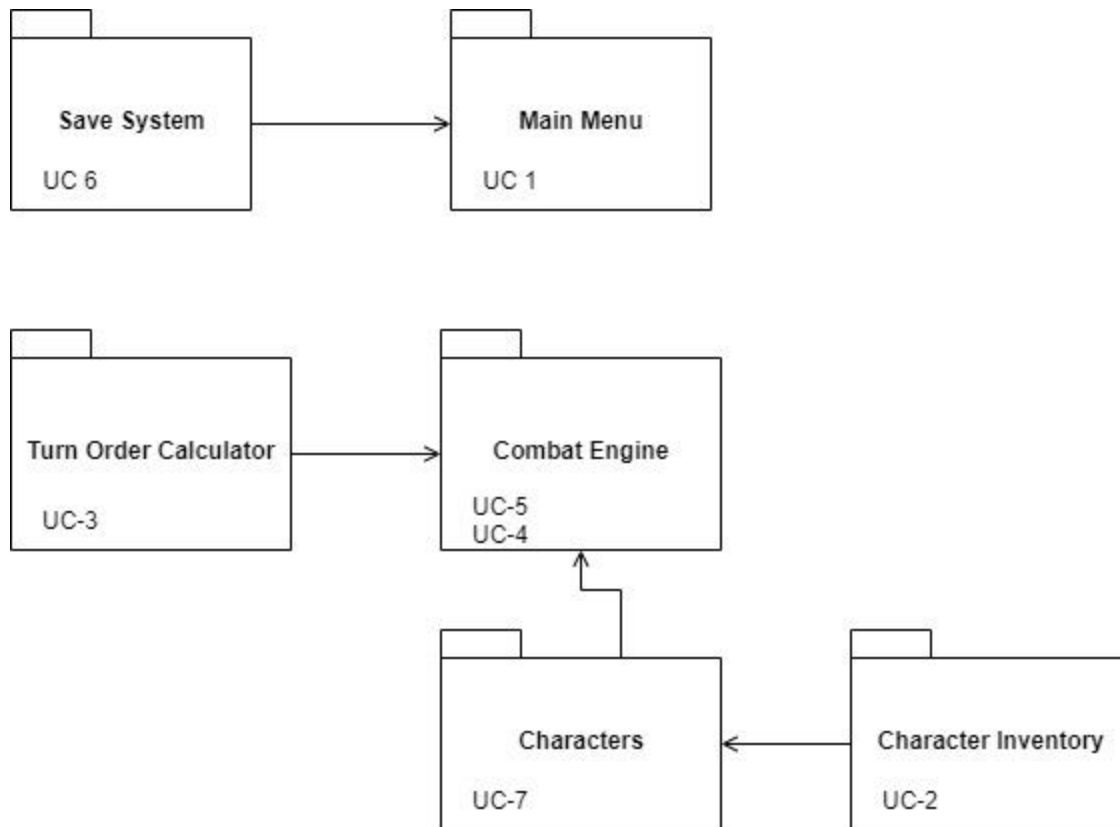 Save System
UC 6
Main Menu
UC 1
Turn Order Calculator
UC-3
Combat Engine
UC-5
UC-4
Characters
UC-7
Character Inventory
UC-2